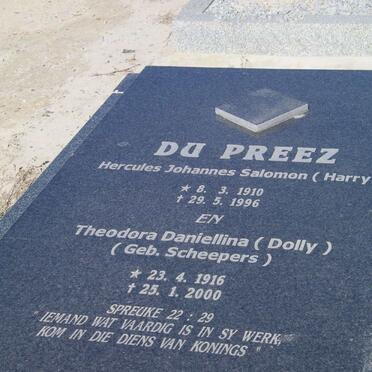 DU PREEZ
Hercules Johannes Salomon ( Harry
★ 8. 3. 1910
† 29. 5. 1996
EN
Theodora Daniellina ( Dolly )
( Geb. Scheepers )
★ 23. 4. 1916
† 25. 1. 2000
SPREUKE 22 : 29
" IEMAND WAT VAARDIG IS IN SY WERK,
KOM IN DIE DIENS VAN KONINGS "